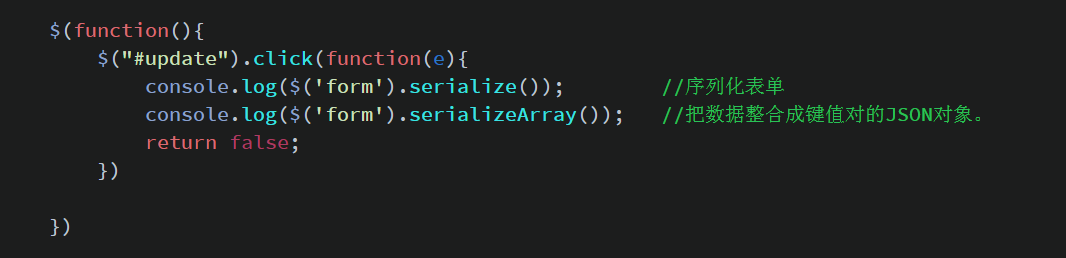 $(function(){
$("#update").click(function(e){
console.log($('form').serialize()); //序列化表单
console.log($('form').serializeArray()); //把数据整合成键值对的JSON对象。
return false;
})
})